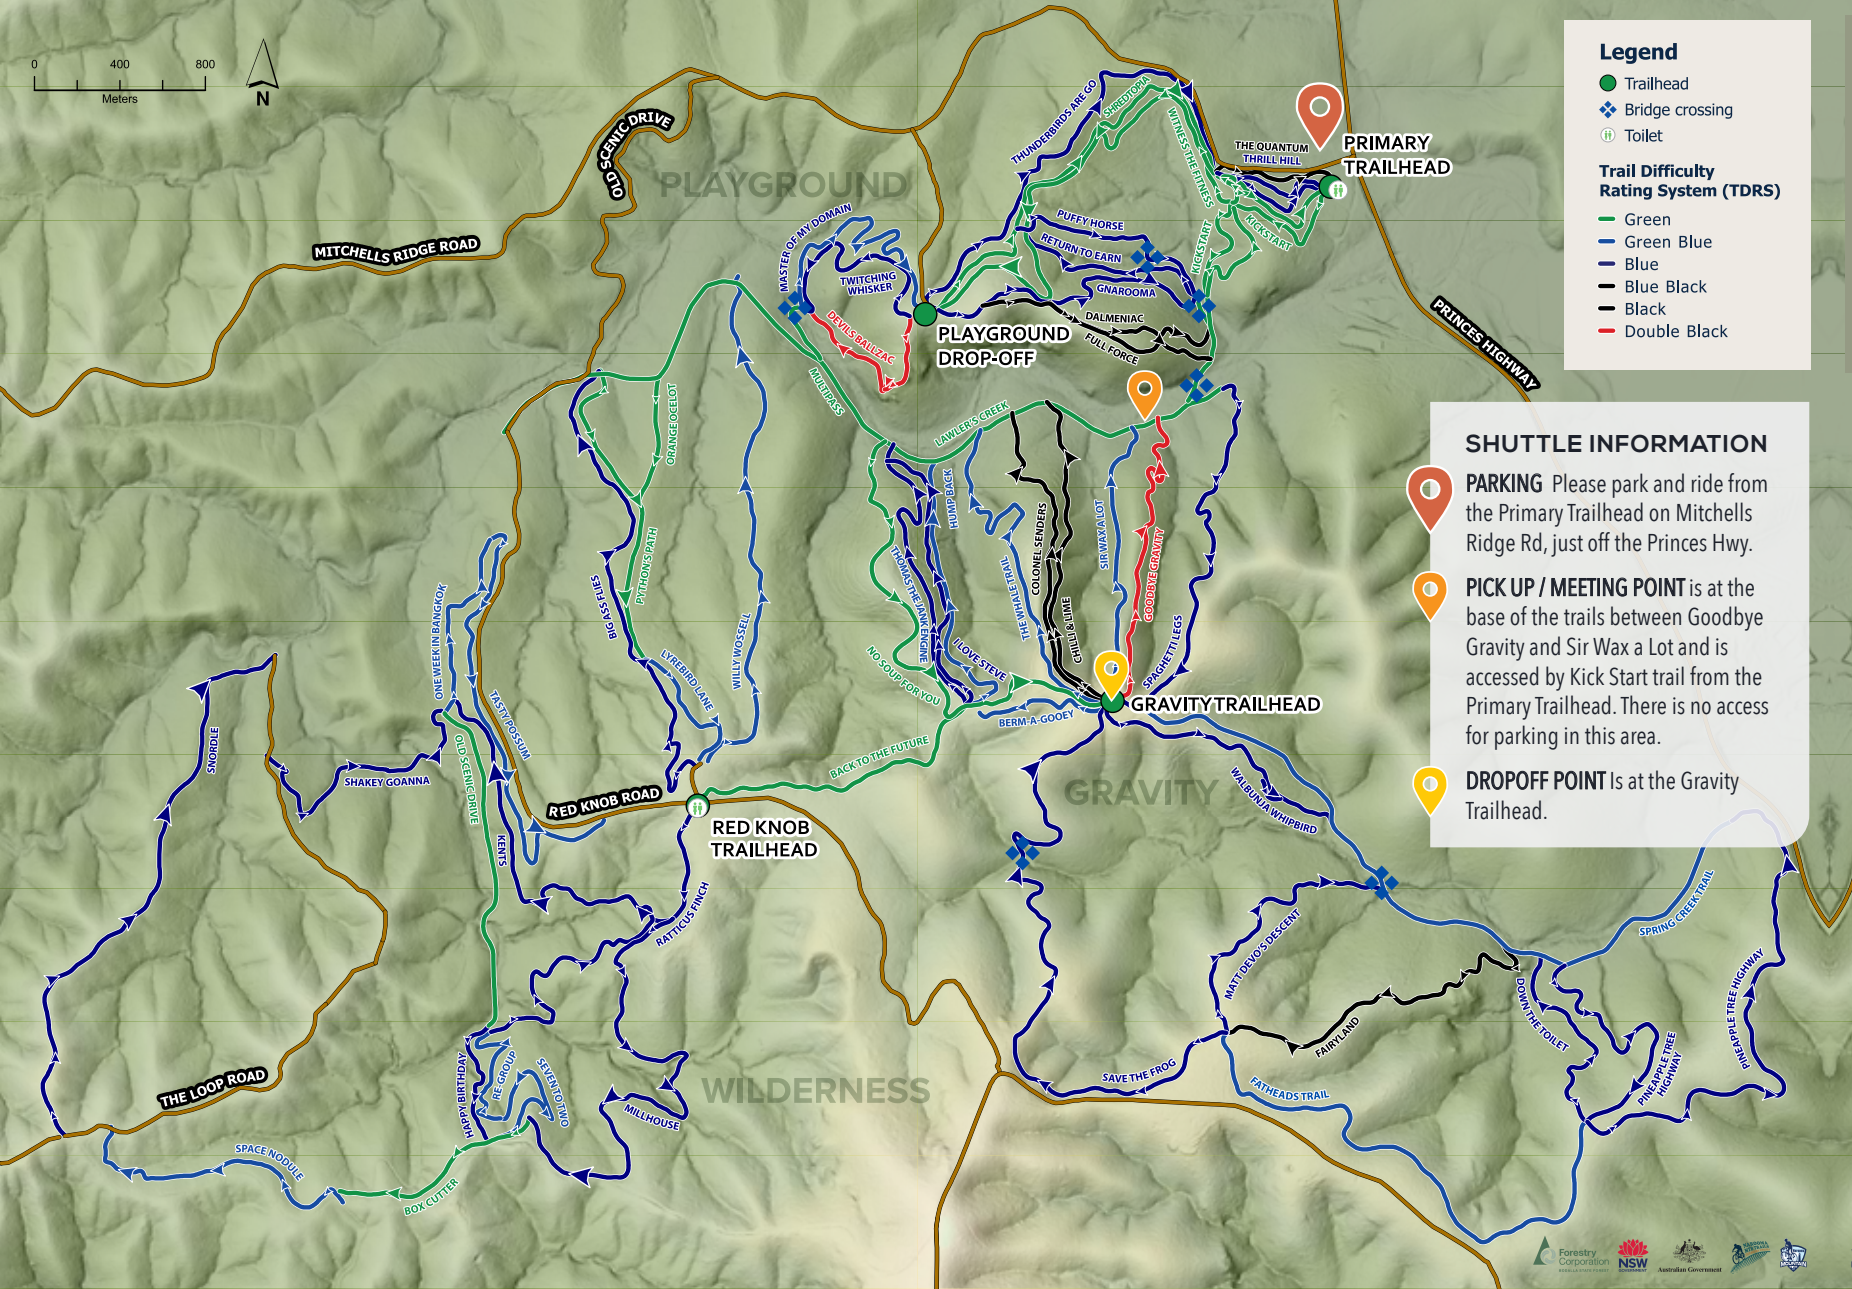 0 400 800
Meters
N
Legend
Trailhead
Bridge crossing
Toilet
Trail Difficulty
Rating System (TDRS)
Green
Green Blue
Blue
Blue Black
Black
Double Black
SHUTTLE INFORMATION
PARKING Please park and ride from
the Primary Trailhead on Mitchells
Ridge Rd, just off the Princes Hwy.
PICK UP / MEETING POINT is at the
base of the trails between Goodbye
Gravity and Sir Wax a Lot and is
accessed by Kick Start trail from the
Primary Trailhead. There is no access
for parking in this area.
DROPOFF POINT Is at the Gravity
Trailhead.
OLD SCENIC DRIVE
MITCHELLS RIDGE ROAD
PLAYGROUND
THUNDERBIRDS ARE GO
SHREDTOPIA
WITNESS THE FITNESS
THE QUANTUM
THRILL HILL
PRIMARY
TRAILHEAD
KICKSTART
KICKSTART
PUFFY HORSE
RETURN TO EARN
GNAROOMA
DALMENIAC
FULL FORCE
MASTER OF MY DOMAIN
TWITCHING
WHISKER
DEVILS BALLZAC
PLAYGROUND
DROP-OFF
PRINCES HIGHWAY
MULTIPASS
LAWLER'S CREEK
ORANGE OCELOT
PYTHON'S PATH
BIG ASS FLIES
LYREBIRD LANE
WILLY WOSSELL
HUMP BACK
THOMAS THE JANK ENGINE
I LOVE STEVE
NO SOUP FOR YOU
THE WHALE TRAIL
COLONEL SENDERS
CHILLI & LIME
SIR WAX A LOT
GOODBYE GRAVITY
SPAGHETTI LEGS
GRAVITY TRAILHEAD
BERM-A-GOOEY
BACK TO THE FUTURE
GRAVITY
WALBUNJA WHIPBIRD
ONE WEEK IN BANGKOK
TASTY POSSUM
OLD SCENIC DRIVE
SNORDLE
SHAKEY GOANNA
KENTS
RED KNOB ROAD
RED KNOB
TRAILHEAD
RATTICUS FINCH
MATT DEVO'S DESCENT
SPRING CREEK TRAIL
FAIRYLAND
DOWN THE TOILET
PINEAPPLE TREE
HIGHWAY
PINEAPPLE TREE HIGHWAY
SAVE THE FROG
FATHEADS TRAIL
WILDERNESS
THE LOOP ROAD
HAPPY BIRTHDAY
RE-GROUP
SEVEN TO TWO
MILLHOUSE
SPACE NODULE
BOX CUTTER
Forestry
Corporation
NSW
GOVERNMENT
Australian Government
MOUNTAIN